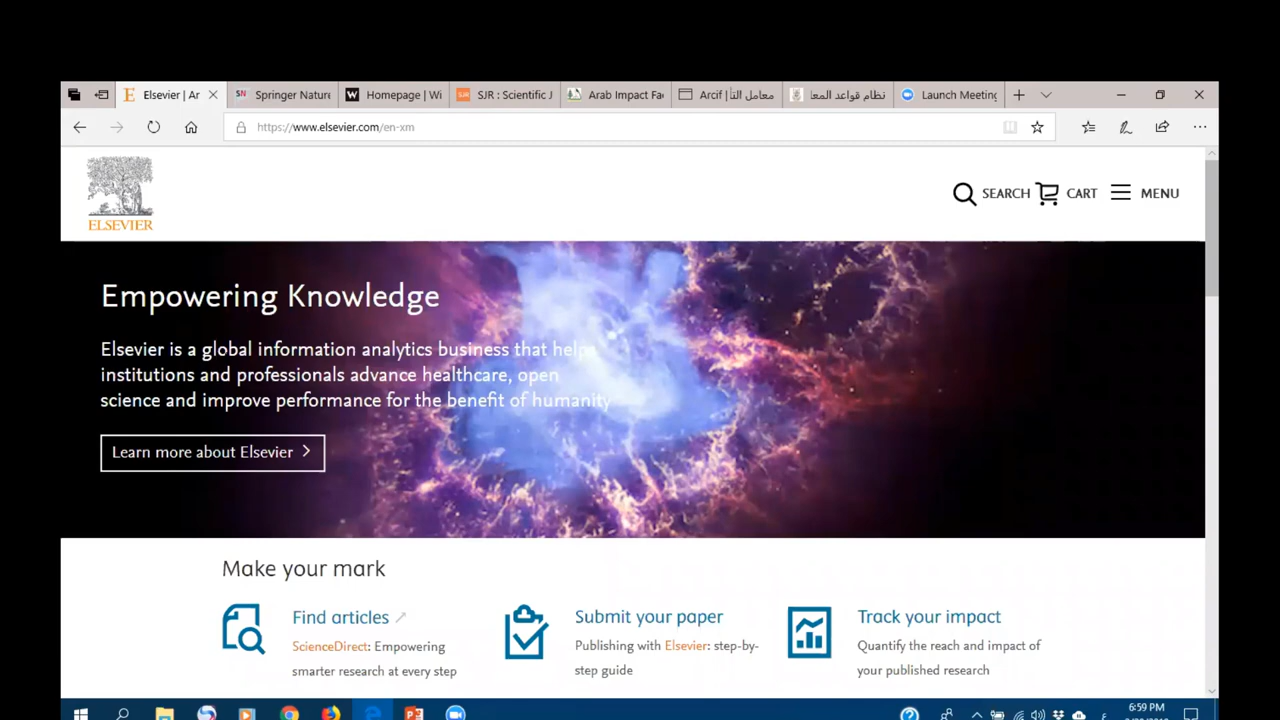 Elsevier | Ar
Springer Nature
Homepage | Wi
SJR : Scientific J
Arab Impact Fac
Arcif | معامل التأ
نظام قواعد المعا
Launch Meeting
https://www.elsevier.com/en-xm
ELSEVIER
SEARCH
CART
MENU
Empowering Knowledge
Elsevier is a global information analytics business that helps
institutions and professionals advance healthcare, open
science and improve performance for the benefit of humanity
Learn more about Elsevier
Make your mark
Find articles
ScienceDirect: Empowering
smarter research at every step
Submit your paper
Publishing with Elsevier: step-by-
step guide
Track your impact
Quantify the reach and impact of
your published research
6:59 PM